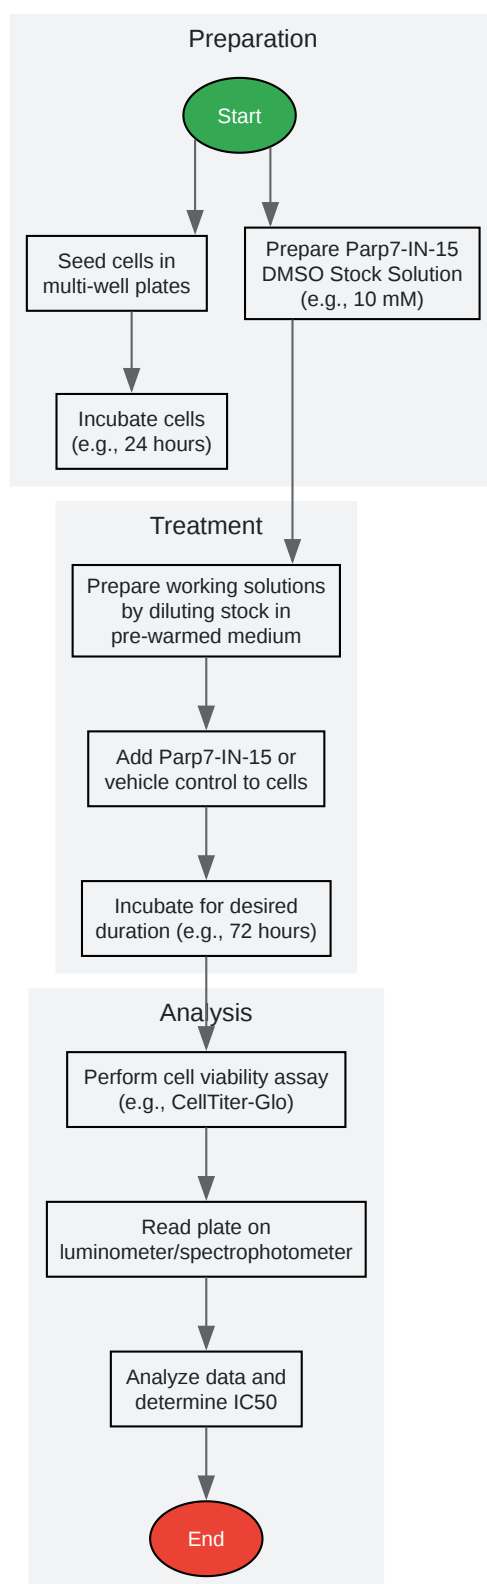 Preparation
Start
Seed cells in
multi-well plates
Prepare Parp7-IN-15
DMSO Stock Solution
(e.g., 10 mM)
Incubate cells
(e.g., 24 hours)
Treatment
Prepare working solutions
by diluting stock in
pre-warmed medium
Add Parp7-IN-15 or
vehicle control to cells
Incubate for desired
duration (e.g., 72 hours)
Analysis
Perform cell viability assay
(e.g., CellTiter-Glo)
Read plate on
luminometer/spectrophotometer
Analyze data and
determine IC50
End